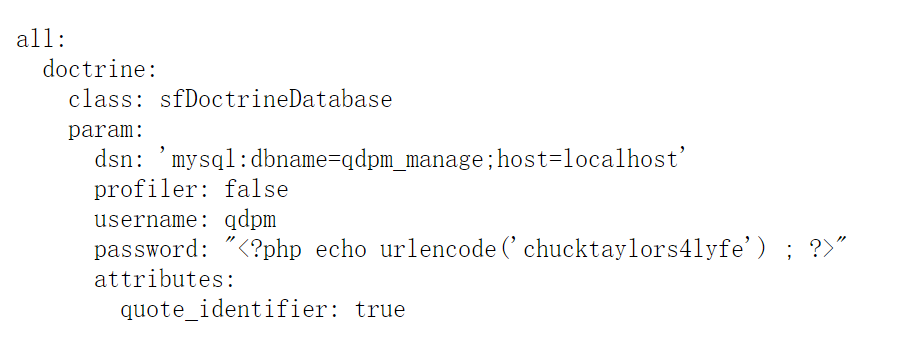 all:
  doctrine:
    class: sfDoctrineDatabase
    param:
      dsn: 'mysql:dbname=qdpm_manage;host=localhost'
      profiler: false
      username: qdpm
      password: "<?php echo urlencode('chucktaylors4lyfe') ; ?>"
      attributes:
        quote_identifier: true